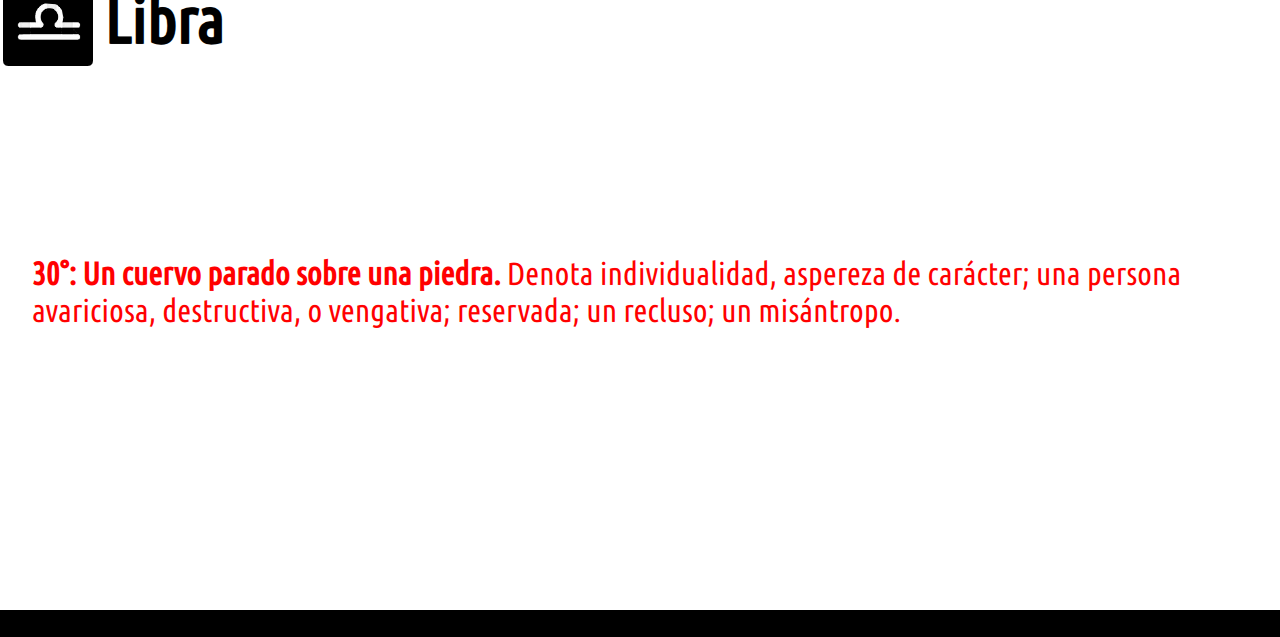 Libra
30°: Un cuervo parado sobre una piedra. Denota individualidad, aspereza de carácter; una persona
avariciosa, destructiva, o vengativa; reservada; un recluso; un misántropo.